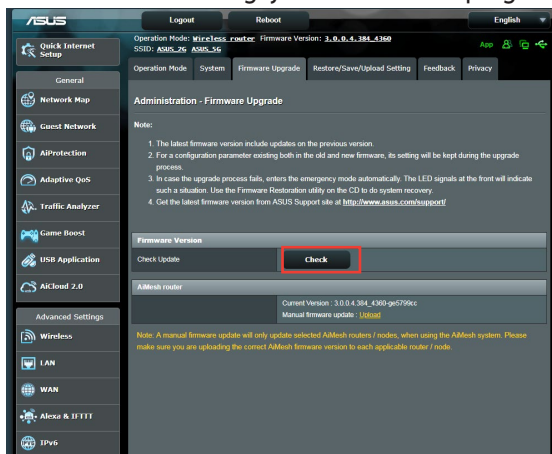 ASUS
Logout
Reboot
English
Quick Internet
Setup
Operation Mode: Wireless router Firmware Version: 3.0.0.4.384_4360
SSID: ASUS_2G ASUS_5G
App
Operation Mode System Firmware Upgrade Restore/Save/Upload Setting Feedback Privacy
General
Network Map
Guest Network
AiProtection
Adaptive QoS
Traffic Analyzer
Game Boost
USB Application
AiCloud 2.0
Advanced Settings
Wireless
LAN
WAN
Alexa & IFTTT
IPv6
Administration - Firmware Upgrade
Note:
1. The latest firmware version include updates on the previous version.
2. For a configuration parameter existing both in the old and new firmware, its setting will be kept during the upgrade
process.
3. In case the upgrade process fails, enters the emergency mode automatically. The LED signals at the front will indicate
such a situation. Use the Firmware Restoration utility on the CD to do system recovery.
4. Get the latest firmware version from ASUS Support site at http://www.asus.com/support/
Firmware Version
Check Update Check
AiMesh router
Current Version : 3.0.0.4.384_4360-ge5799cc
Manual firmware update : Upload
Note: A manual firmware update will only update selected AiMesh routers / nodes, when using the AiMesh system. Please
make sure you are uploading the correct AiMesh firmware version to each applicable router / node.